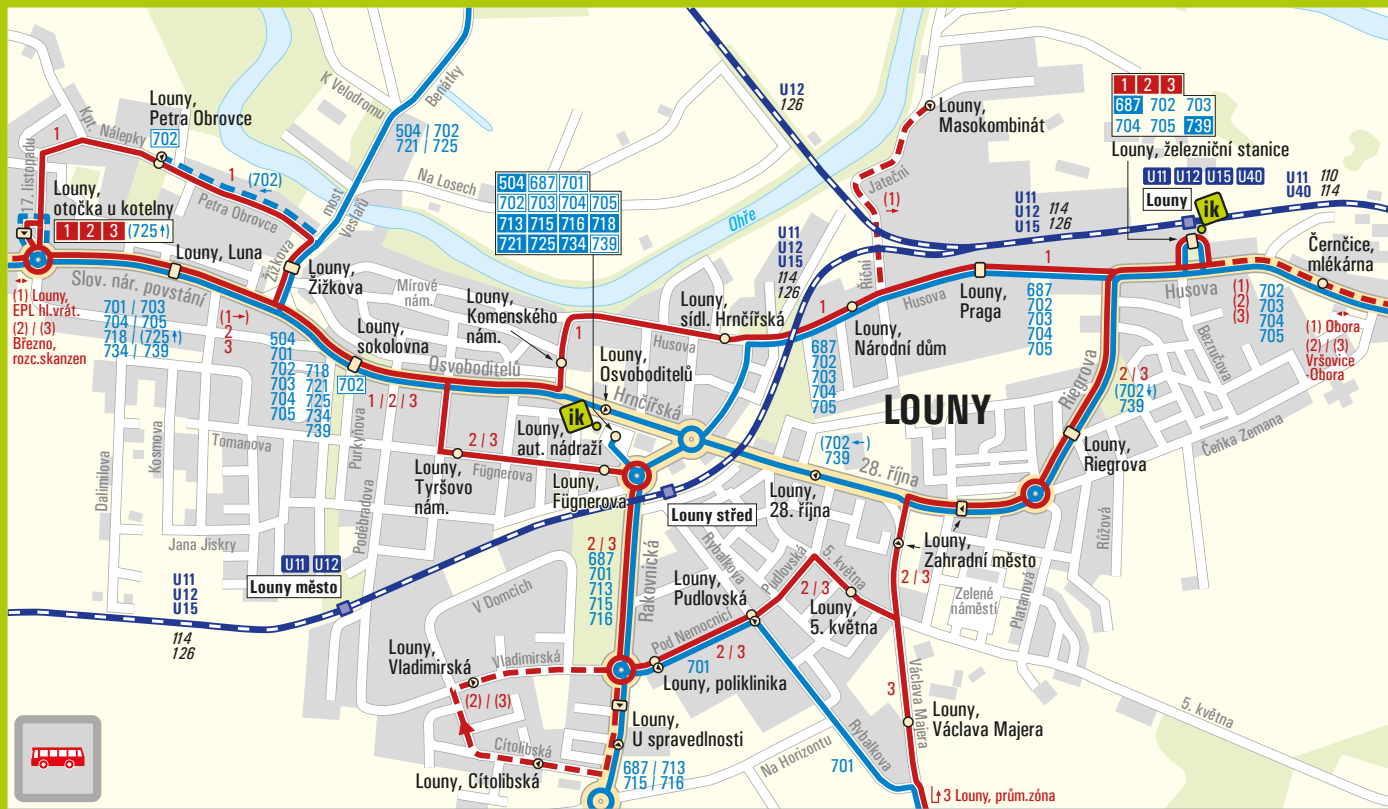 Louny,
Petra Obrovce
702
Kpt. Nálepky
1
17. listopadu
1
(702)
Petra Obrovce
Louny,
otočka u kotelny
1 2 3 (725)
K Velodromu
Benátky
504 / 702
721 / 725
Na Losech
most
Veslařů
Žižkova
Louny, Luna
Louny,
Žižkova
Slov. nár. povstání
(1) Louny,
EPL hl.vrát.
(2) / (3)
Březno,
rozc.skanzen
701 / 703
704 / 705
718 (725)
734 / 739
(1→)
2
3
504
701
702
703
704
705
718
721
725
734
739
Louny,
sokolovna
702
1 / 2 / 3
Mírové
nám.
Osvoboditelů
Louny,
Komenského
nám.
1
504 687 701
702 703 704 705
713 715 716 718
721 725 734 739
Ohře
U12
126
Louny,
Masokombinát
Jateční
(1)
→
Říční
U11
U12
U15
114
126
U11
U12
U15
114
126
1 2 3
687 702 703
704 705 739
Louny, železniční stanice
U11 U12 U15 U40
Louny
ik
U11
U40
110
114
Černčice,
mlékárna
Husova
(1)
(2)
(3)
702
703
704
705
(1) Obora
(2) / (3)
Vršovice
-Obora
1
Louny,
Praga
Husova
687
702
703
704
705
Louny,
Národní dům
1
687
702
703
704
705
Louny,
sídl. Hrnčířská
Husova
Louny,
Osvoboditelů
Hrnčířská
ik
Louny,
aut. nádraží
LOUNY
Riegrova
2 / 3
(702)
739
Bezručova
Čeňka Zemana
Louny,
Riegrova
Růžová
(702←)
739
28. října
Louny,
28. října
Louny,
Zahradní město
2 / 3
Zelené
náměstí
Platanová
5. května
Dalimilova
Kosmova
Tomanova
Jana Jiskry
Purkyňova
Poděbradova
2 / 3
Fügnerova
Louny,
Tyršovo
nám.
Louny,
Fügnerova
Louny střed
U11 U12
Louny město
U11
U12
U15
114
126
2 / 3
687
701
713
715
716
Rakovnická
V Domcích
Rybalkova
Pudlovská
5. května
Louny,
Pudlovská
2 / 3
Louny,
5. května
Pod Nemocnicí
2 / 3
701
Louny, poliklinika
Louny,
Vladimirská
Vladimirská
(2) / (3)
Cítolibská
Louny, Cítolibská
Louny,
U spravedlnosti
687 / 713
715 / 716
Na Horizontu
Rybalkova
701
3
Václava Majera
Louny,
Václava Majera
3 Louny, prům.zóna